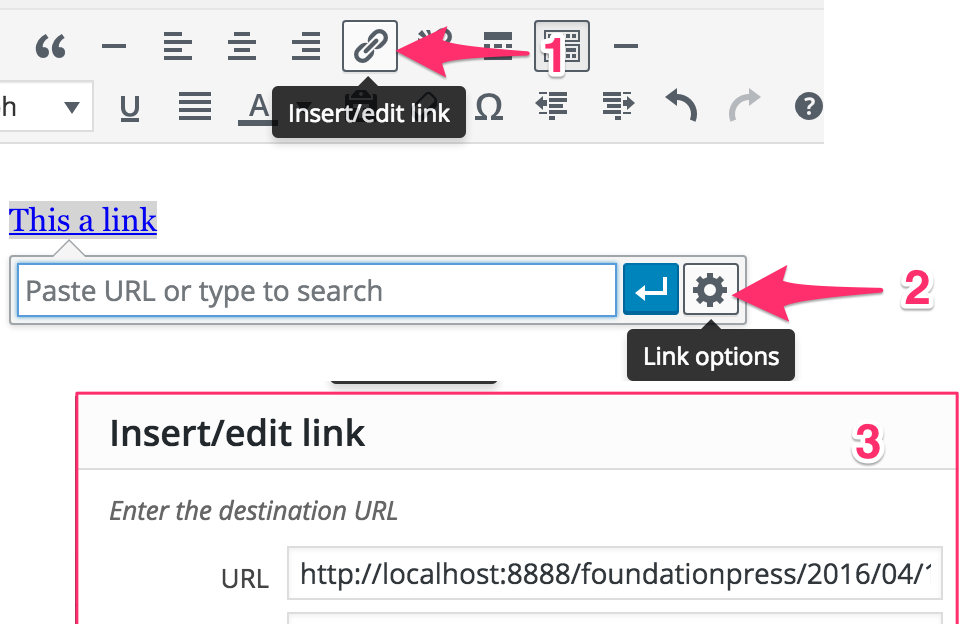 1
h
U
A
Insert/edit link
Ω
?
This a link
Paste URL or type to search
2
Link options
Insert/edit link
3
Enter the destination URL
URL
http://localhost:8888/foundationpress/2016/04/